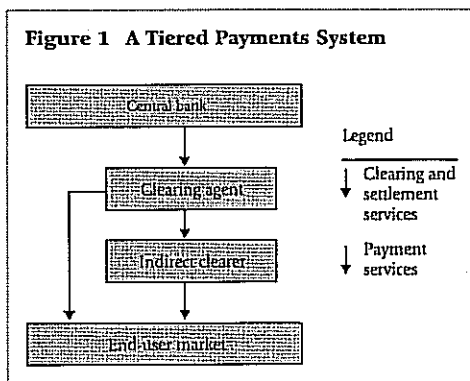 Figure 1 A Tiered Payments System
Central bank
Legend
Clearing agent
Clearing and
settlement
services
Indirect clearer
Payment
services
End-user market